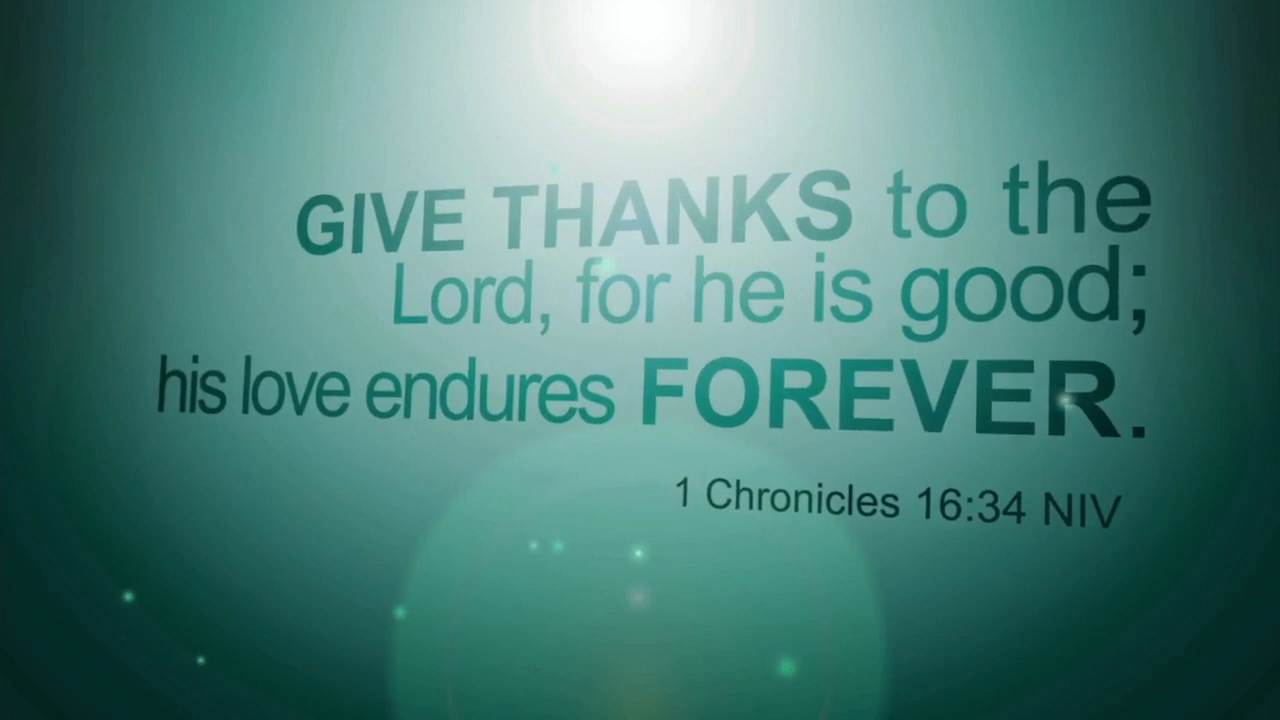 GIVE THANKS to the
Lord, for he is good;
his love endures FOREVER.
1 Chronicles 16:34 NIV